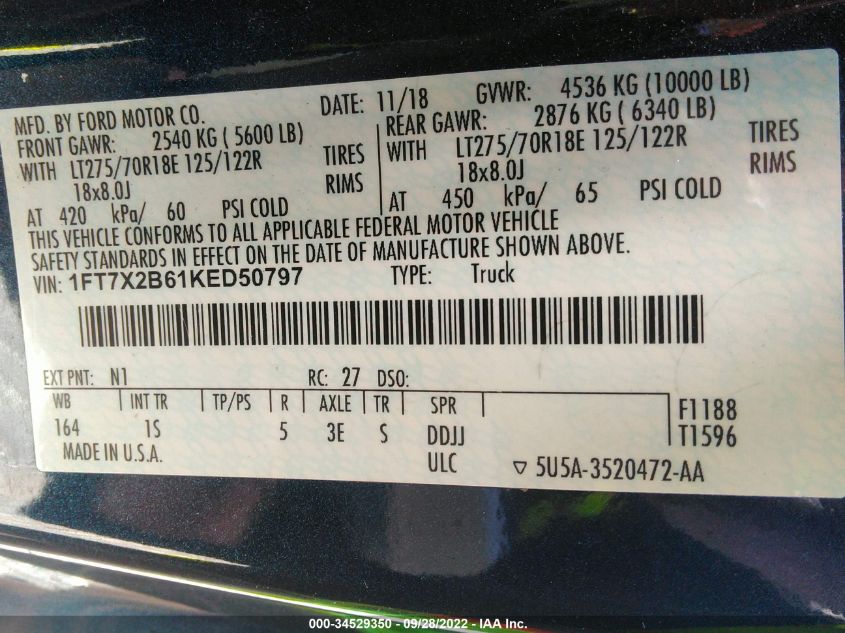 MFD. BY FORD MOTOR CO. DATE: 11/18 GVWR: 4536 KG (10000 LB)
FRONT GAWR: 2540 KG ( 5600 LB) REAR GAWR: 2876 KG ( 6340 LB)
WITH LT275/70R18E 125/122R TIRES WITH LT275/70R18E 125/122R TIRES
18x8.0J RIMS 18x8.0J RIMS
AT 420 kPa/ 60 PSI COLD AT 450 kPa/ 65 PSI COLD
THIS VEHICLE CONFORMS TO ALL APPLICABLE FEDERAL MOTOR VEHICLE
SAFETY STANDARDS IN EFFECT ON THE DATE OF MANUFACTURE SHOWN ABOVE.
VIN: 1FT7X2B61KED50797 TYPE: Truck
EXT PNT: N1 RC: 27 DSO:
WB INT TR TP/PS R AXLE TR SPR F1188
164 1S 5 3E S DDJJ T1596
MADE IN U.S.A. ULC ▽ 5U5A-3520472-AA
000-34529350 - 09/28/2022 - IAA Inc.